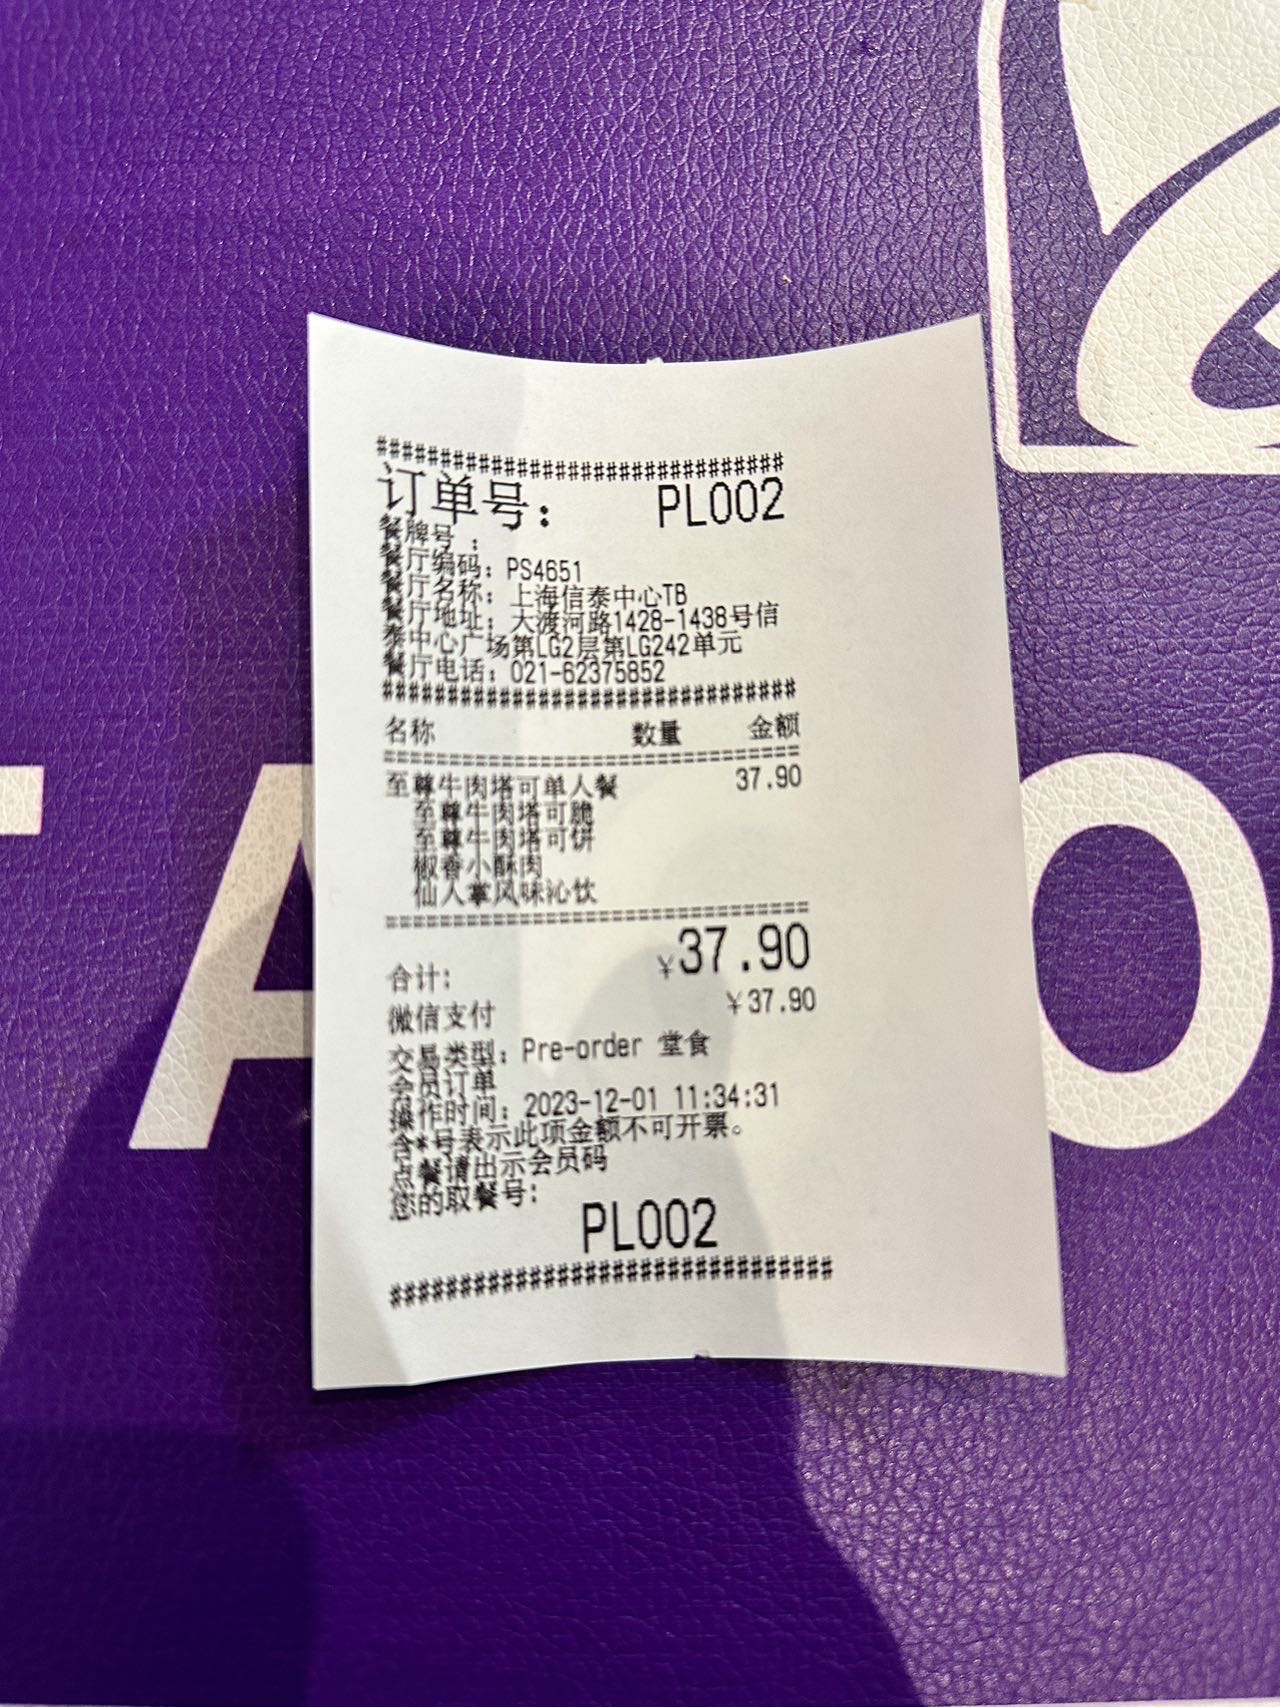 ##############################
订单号： PL002
餐牌号 ：
餐厅编码：PS4651
餐厅名称：上海信泰中心TB
餐厅地址：大渡河路1428-1438号信
泰中心广场第LG2层第LG242单元
餐厅电话：021-62375852
##############################
名称 数量 金额
==============================
至尊牛肉塔可单人餐 37.90
至尊牛肉塔可脆
至尊牛肉塔可饼
椒香小酥肉
仙人掌风味沁饮
==============================
合计: ￥37.90
微信支付 ￥37.90
交易类型：Pre-order 堂食
会员订单
操作时间：2023-12-01 11:34:31
含*号表示此项金额不可开票。
点餐请出示会员码
您的取餐号：
PL002
##############################
TA O